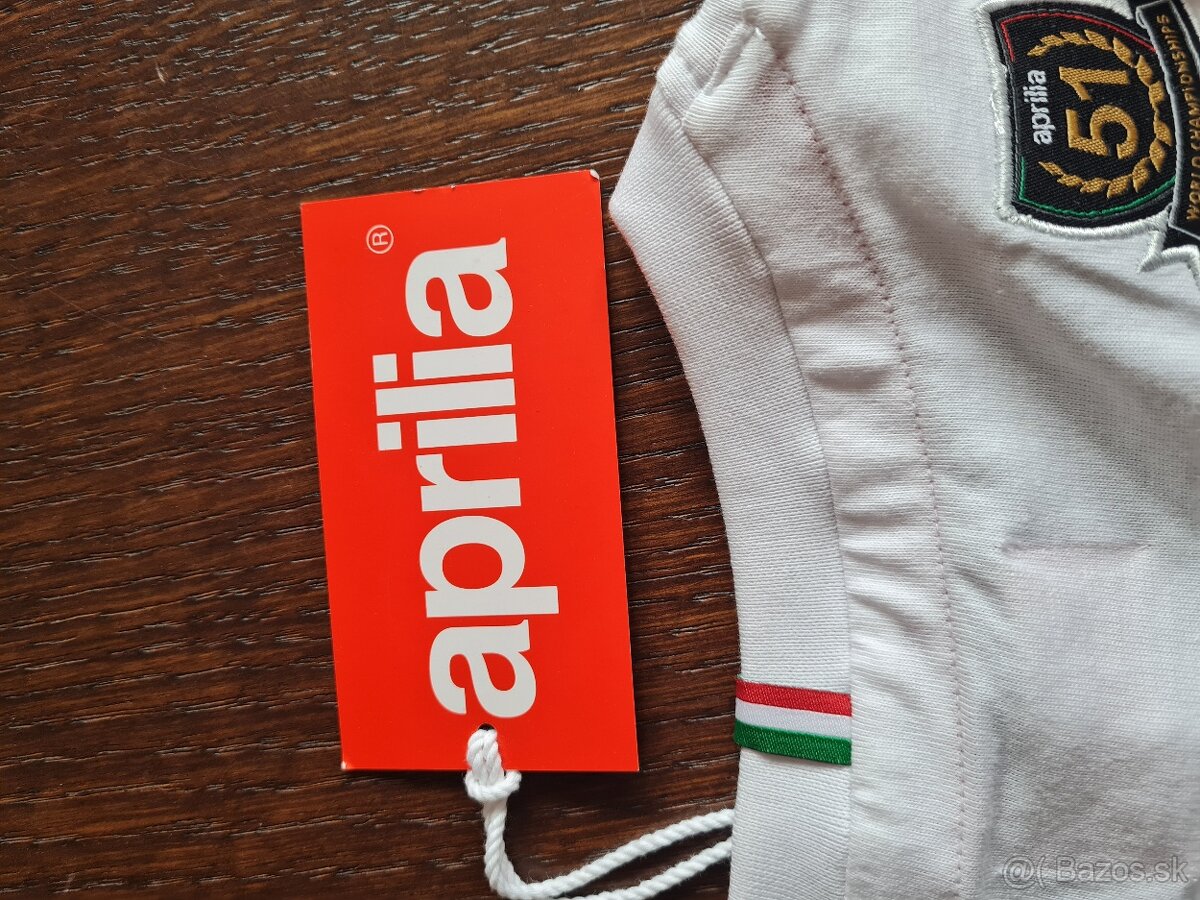 aprilia®
aprilia
51
WORLD CHAMPIONSHIPS
@( Bazos.sk